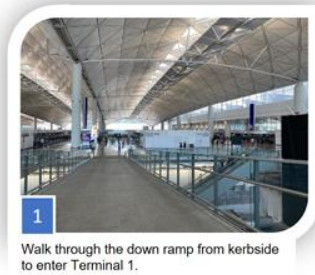 1
Walk through the down ramp from kerbside
to enter Terminal 1.